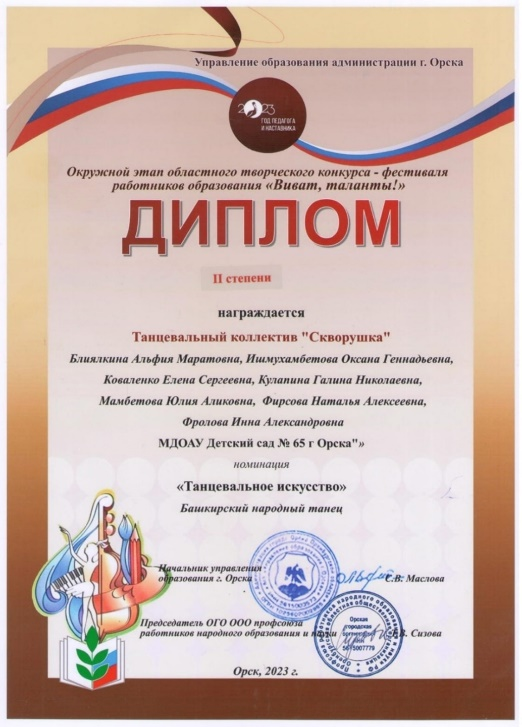 Управление образования администрации г. Орска
2023
ГОД ПЕДАГОГА
И НАСТАВНИКА
Окружной этап областного творческого конкурса - фестиваля
работников образования «Виват, таланты!»
ДИПЛОМ
II степени
награждается
Танцевальный коллектив "Скворушка"
Блиялкина Альфия Маратовна, Ишмухамбетова Оксана Геннадьевна,
Коваленко Елена Сергеевна, Кулапина Галина Николаевна,
Мамбетова Юлия Аликовна, Фирсова Наталья Алексеевна,
Фролова Инна Александровна
МДОАУ Детский сад № 65 г Орска"»
номинация
«Танцевальное искусство»
Башкирский народный танец
Начальник управления
образования г. Орска С.В. Маслова
Председатель ОГО ООО профсоюза
работников народного образования и науки Сизова
Орская
городская
5615007779
Орск, 2023 г.